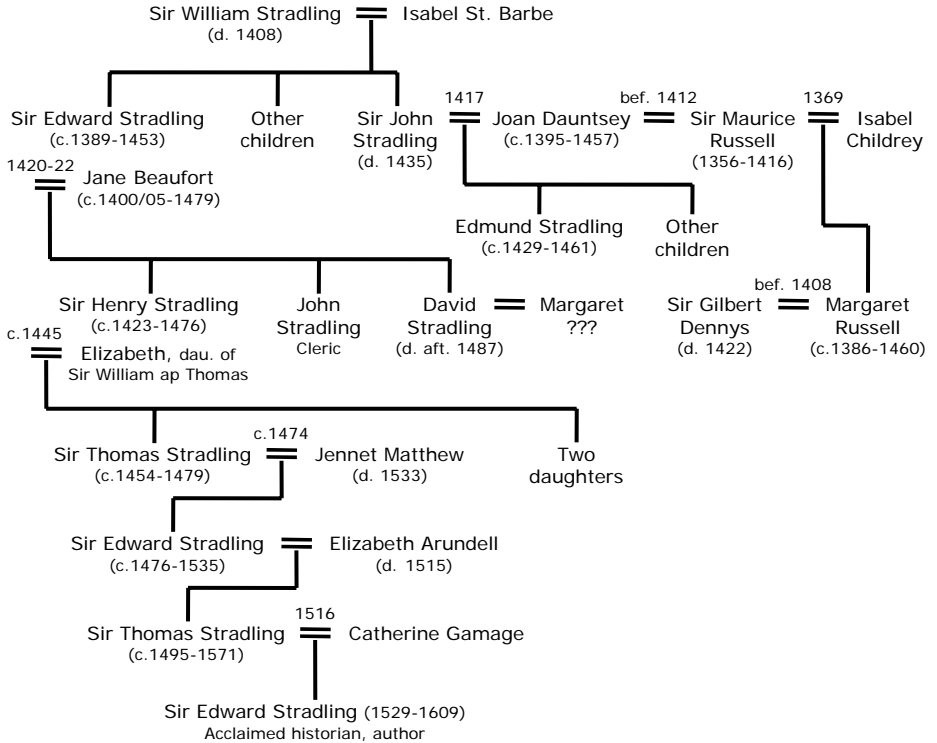 Sir William Stradling
(d. 1408)
Isabel St. Barbe
Sir Edward Stradling
(c.1389-1453)
Other
children
Sir John
Stradling
(d. 1435)
1417
Joan Dauntsey
(c.1395-1457)
bef. 1412
Sir Maurice
Russell
(1356-1416)
1369
Isabel
Childrey
1420-22
Jane Beaufort
(c.1400/05-1479)
Edmund Stradling
(c.1429-1461)
Other
children
Sir Henry Stradling
(c.1423-1476)
John
Stradling
Cleric
David
Stradling
(d. aft. 1487)
Margaret
???
Sir Gilbert
Dennys
(d. 1422)
bef. 1408
Margaret
Russell
(c.1386-1460)
c.1445
Elizabeth, dau. of
Sir William ap Thomas
Sir Thomas Stradling
(c.1454-1479)
c.1474
Jennet Matthew
(d. 1533)
Two
daughters
Sir Edward Stradling
(c.1476-1535)
Elizabeth Arundell
(d. 1515)
Sir Thomas Stradling
(c.1495-1571)
1516
Catherine Gamage
Sir Edward Stradling (1529-1609)
Acclaimed historian, author